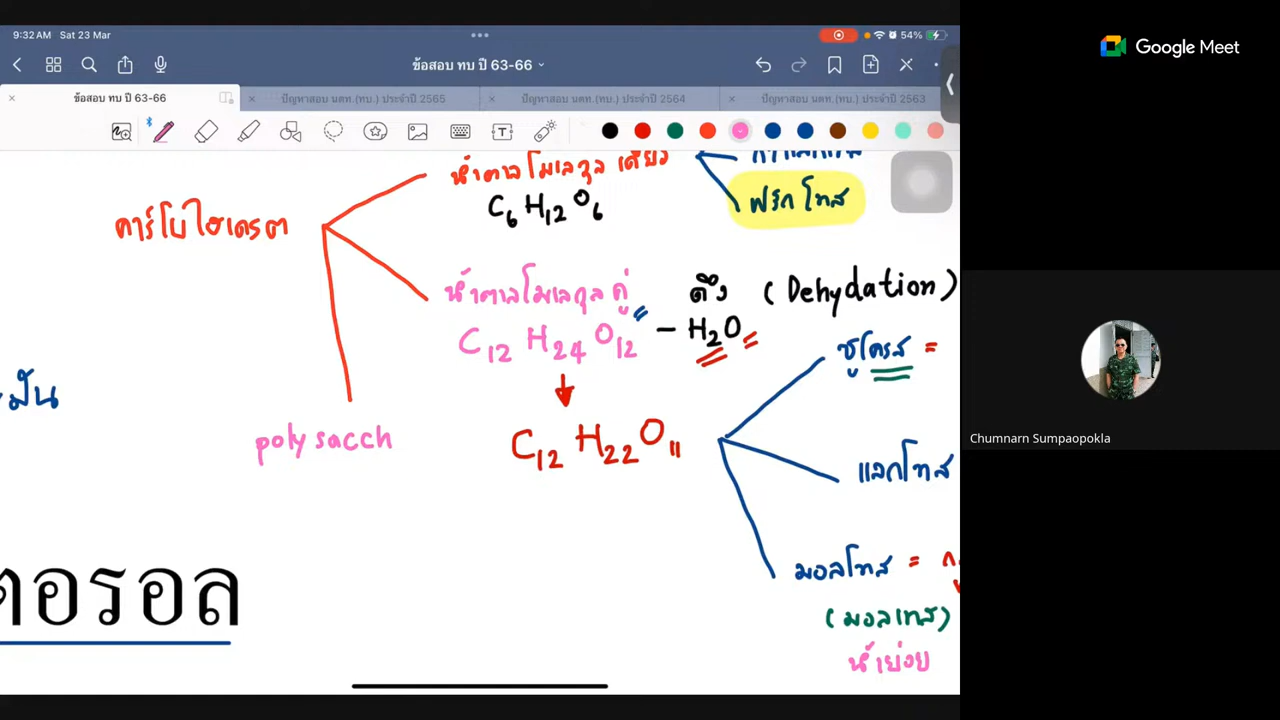 9:32 AM Sat 23 Mar
54%
Google Meet
ข้อสอบ ทบ ปี 63-66
ข้อสอบ ทบ ปี 63-66
ปัญหาสอบ นตท.(ทบ.) ประจำปี 2565
ปัญหาสอบ นตท.(ทบ.) ประจำปี 2564
ปัญหาสอบ นตท.(ทบ.) ประจำปี 2563
น้ำตาลโมเลกุลเดี่ยว
ฟรักโทส
C6 H12 O6
คาร์โบไฮเดรต
น้ำตาลโมเลกุลคู่
ดึง (Dehydation)
C12 H24 O12 - H2O
ซูโครส =
polysacch
C12 H22 O11
แลกโทส
มอลโทส =
(มอลเทส)
น้ำย่อย
ตอรอล
Chumnarn Sumpaopokla